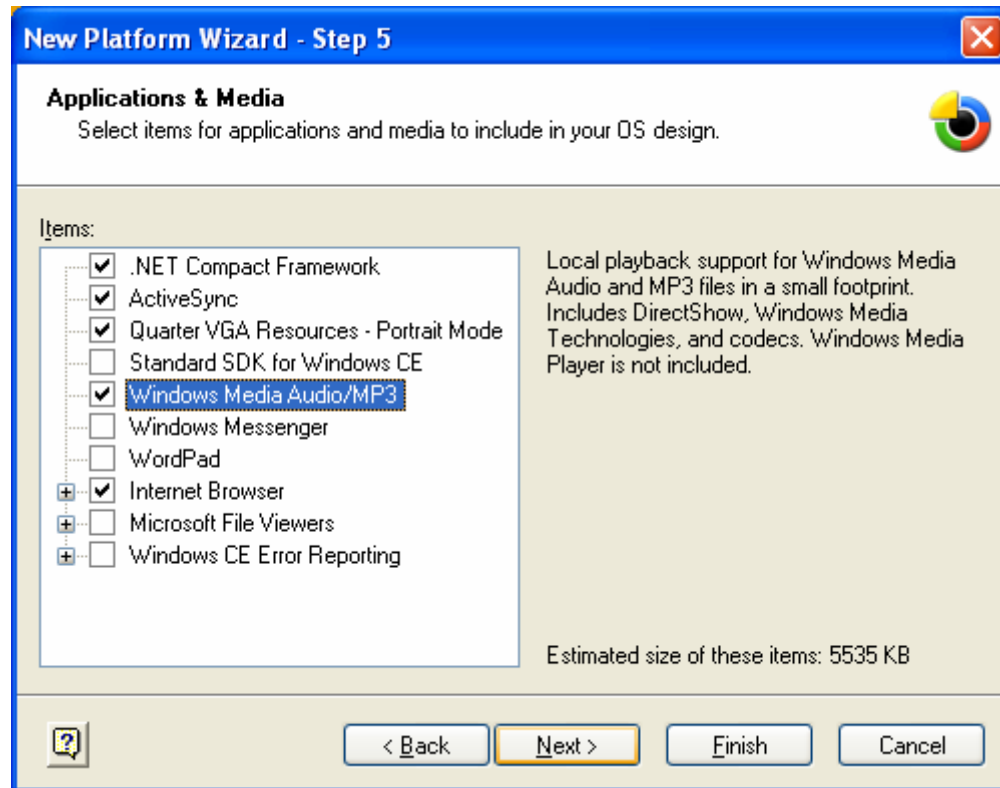 New Platform Wizard - Step 5
Applications & Media
Select items for applications and media to include in your OS design.
Items:
.NET Compact Framework
ActiveSync
Quarter VGA Resources - Portrait Mode
Standard SDK for Windows CE
Windows Media Audio/MP3
Windows Messenger
WordPad
Internet Browser
Microsoft File Viewers
Windows CE Error Reporting
Local playback support for Windows Media
Audio and MP3 files in a small footprint.
Includes DirectShow, Windows Media
Technologies, and codecs. Windows Media
Player is not included.
Estimated size of these items: 5535 KB
< Back
Next >
Finish
Cancel